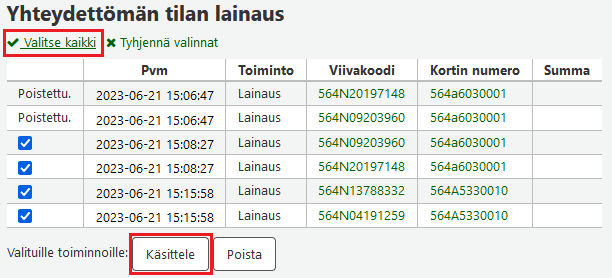 Yhteydettömän tilan lainaus
Valitse kaikki Tyhjennä valinnat
Pvm Toiminto Viivakoodi Kortin numero Summa
Poistettu. 2023-06-21 15:06:47 Lainaus 564N20197148 564a6030001
Poistettu. 2023-06-21 15:06:47 Lainaus 564N09203960 564a6030001
2023-06-21 15:08:27 Lainaus 564N09203960 564a6030001
2023-06-21 15:08:27 Lainaus 564N20197148 564a6030001
2023-06-21 15:15:58 Lainaus 564N13788332 564A5330010
2023-06-21 15:15:58 Lainaus 564N04191259 564A5330010
Valituille toiminnoille: Käsittele Poista